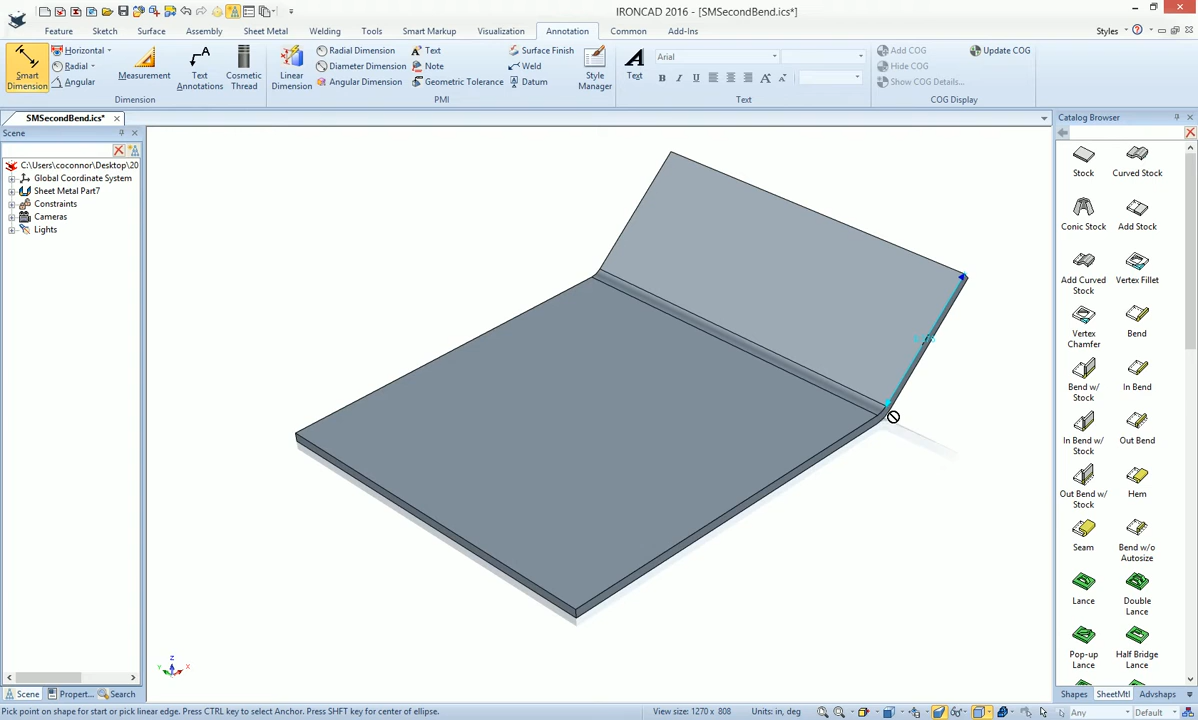 IRONCAD 2016 - [SMSecondBend.ics*]
Feature Sketch Surface Assembly Sheet Metal Welding Tools Smart Markup Visualization Annotation Common Add-Ins Styles
Smart Dimension
Horizontal
Radial
Angular
Measurement
Text Annotations
Cosmetic Thread
Dimension
Linear Dimension
Radial Dimension
Diameter Dimension
Angular Dimension
Text
Note
Geometric Tolerance
Surface Finish
Weld
Datum
Style Manager
PMI
Text
Arial
B I U
Text
Add COG
Hide COG
Show COG Details...
Update COG
COG Display
SMSecondBend.ics*
Scene
C:\Users\coconnor\Desktop\20
Global Coordinate System
Sheet Metal Part7
Constraints
Cameras
Lights
Z
Y
X
Catalog Browser
Stock
Curved Stock
Conic Stock
Add Stock
Add Curved Stock
Vertex Fillet
Vertex Chamfer
Bend
Bend w/ Stock
In Bend
In Bend w/ Stock
Out Bend
Out Bend w/ Stock
Hem
Seam
Bend w/o Autosize
Lance
Double Lance
Pop-up Lance
Half Bridge Lance
Scene Propert... Search
Shapes SheetMtl Advshaps
Pick point on shape for start or pick linear edge. Press CTRL key to select Anchor. Press SHFT key for center of ellipse.
View size: 1270 x 808
Units: in, deg
Any
Default